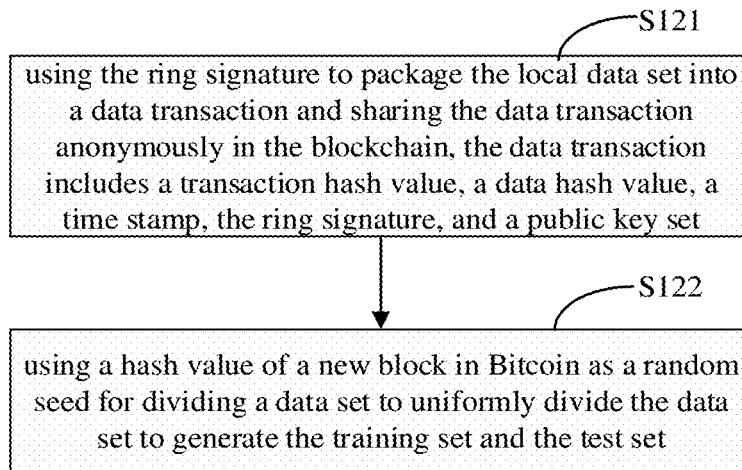 S121
using the ring signature to package the local data set into
a data transaction and sharing the data transaction
anonymously in the blockchain, the data transaction
includes a transaction hash value, a data hash value, a
time stamp, the ring signature, and a public key set
S122
using a hash value of a new block in Bitcoin as a random
seed for dividing a data set to uniformly divide the data
set to generate the training set and the test set